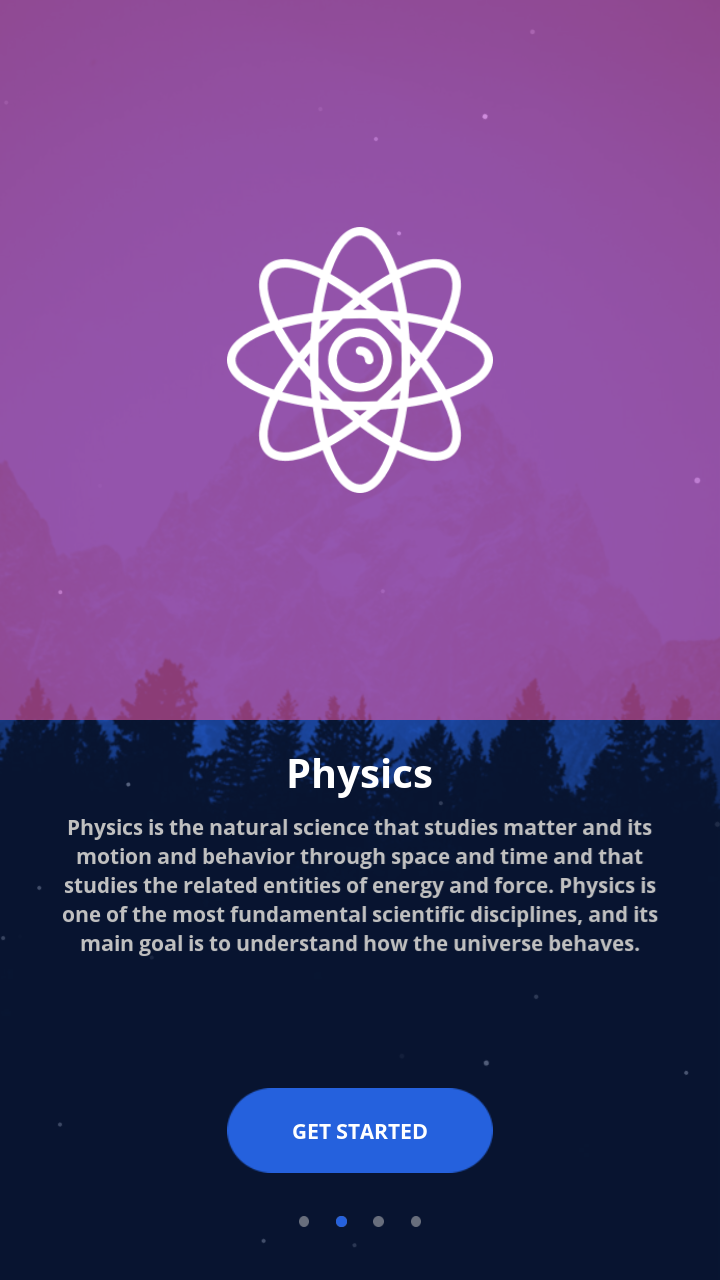 Physics
Physics is the natural science that studies matter and its
motion and behavior through space and time and that
studies the related entities of energy and force. Physics is
one of the most fundamental scientific disciplines, and its
main goal is to understand how the universe behaves.
GET STARTED